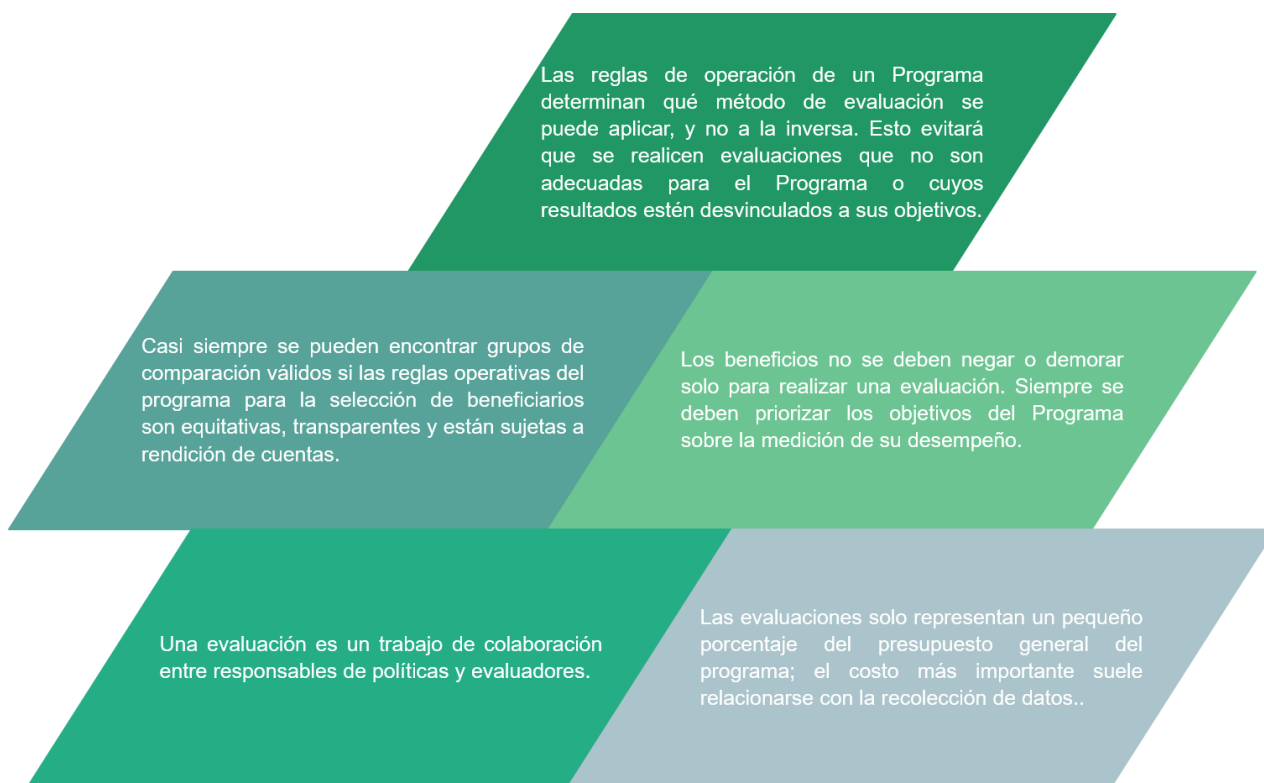 Las reglas de operación de un Programa
determinan qué método de evaluación se
puede aplicar, y no a la inversa. Esto evitará
que se realicen evaluaciones que no son
adecuadas para el Programa o cuyos
resultados estén desvinculados a sus objetivos.
Casi siempre se pueden encontrar grupos de
comparación válidos si las reglas operativas del
programa para la selección de beneficiarios
son equitativas, transparentes y están sujetas a
rendición de cuentas.
Los beneficios no se deben negar o demorar
solo para realizar una evaluación. Siempre se
deben priorizar los objetivos del Programa
sobre la medición de su desempeño.
Una evaluación es un trabajo de colaboración
entre responsables de políticas y evaluadores.
Las evaluaciones solo representan un pequeño
porcentaje del presupuesto general del
programa; el costo más importante suele
relacionarse con la recolección de datos..